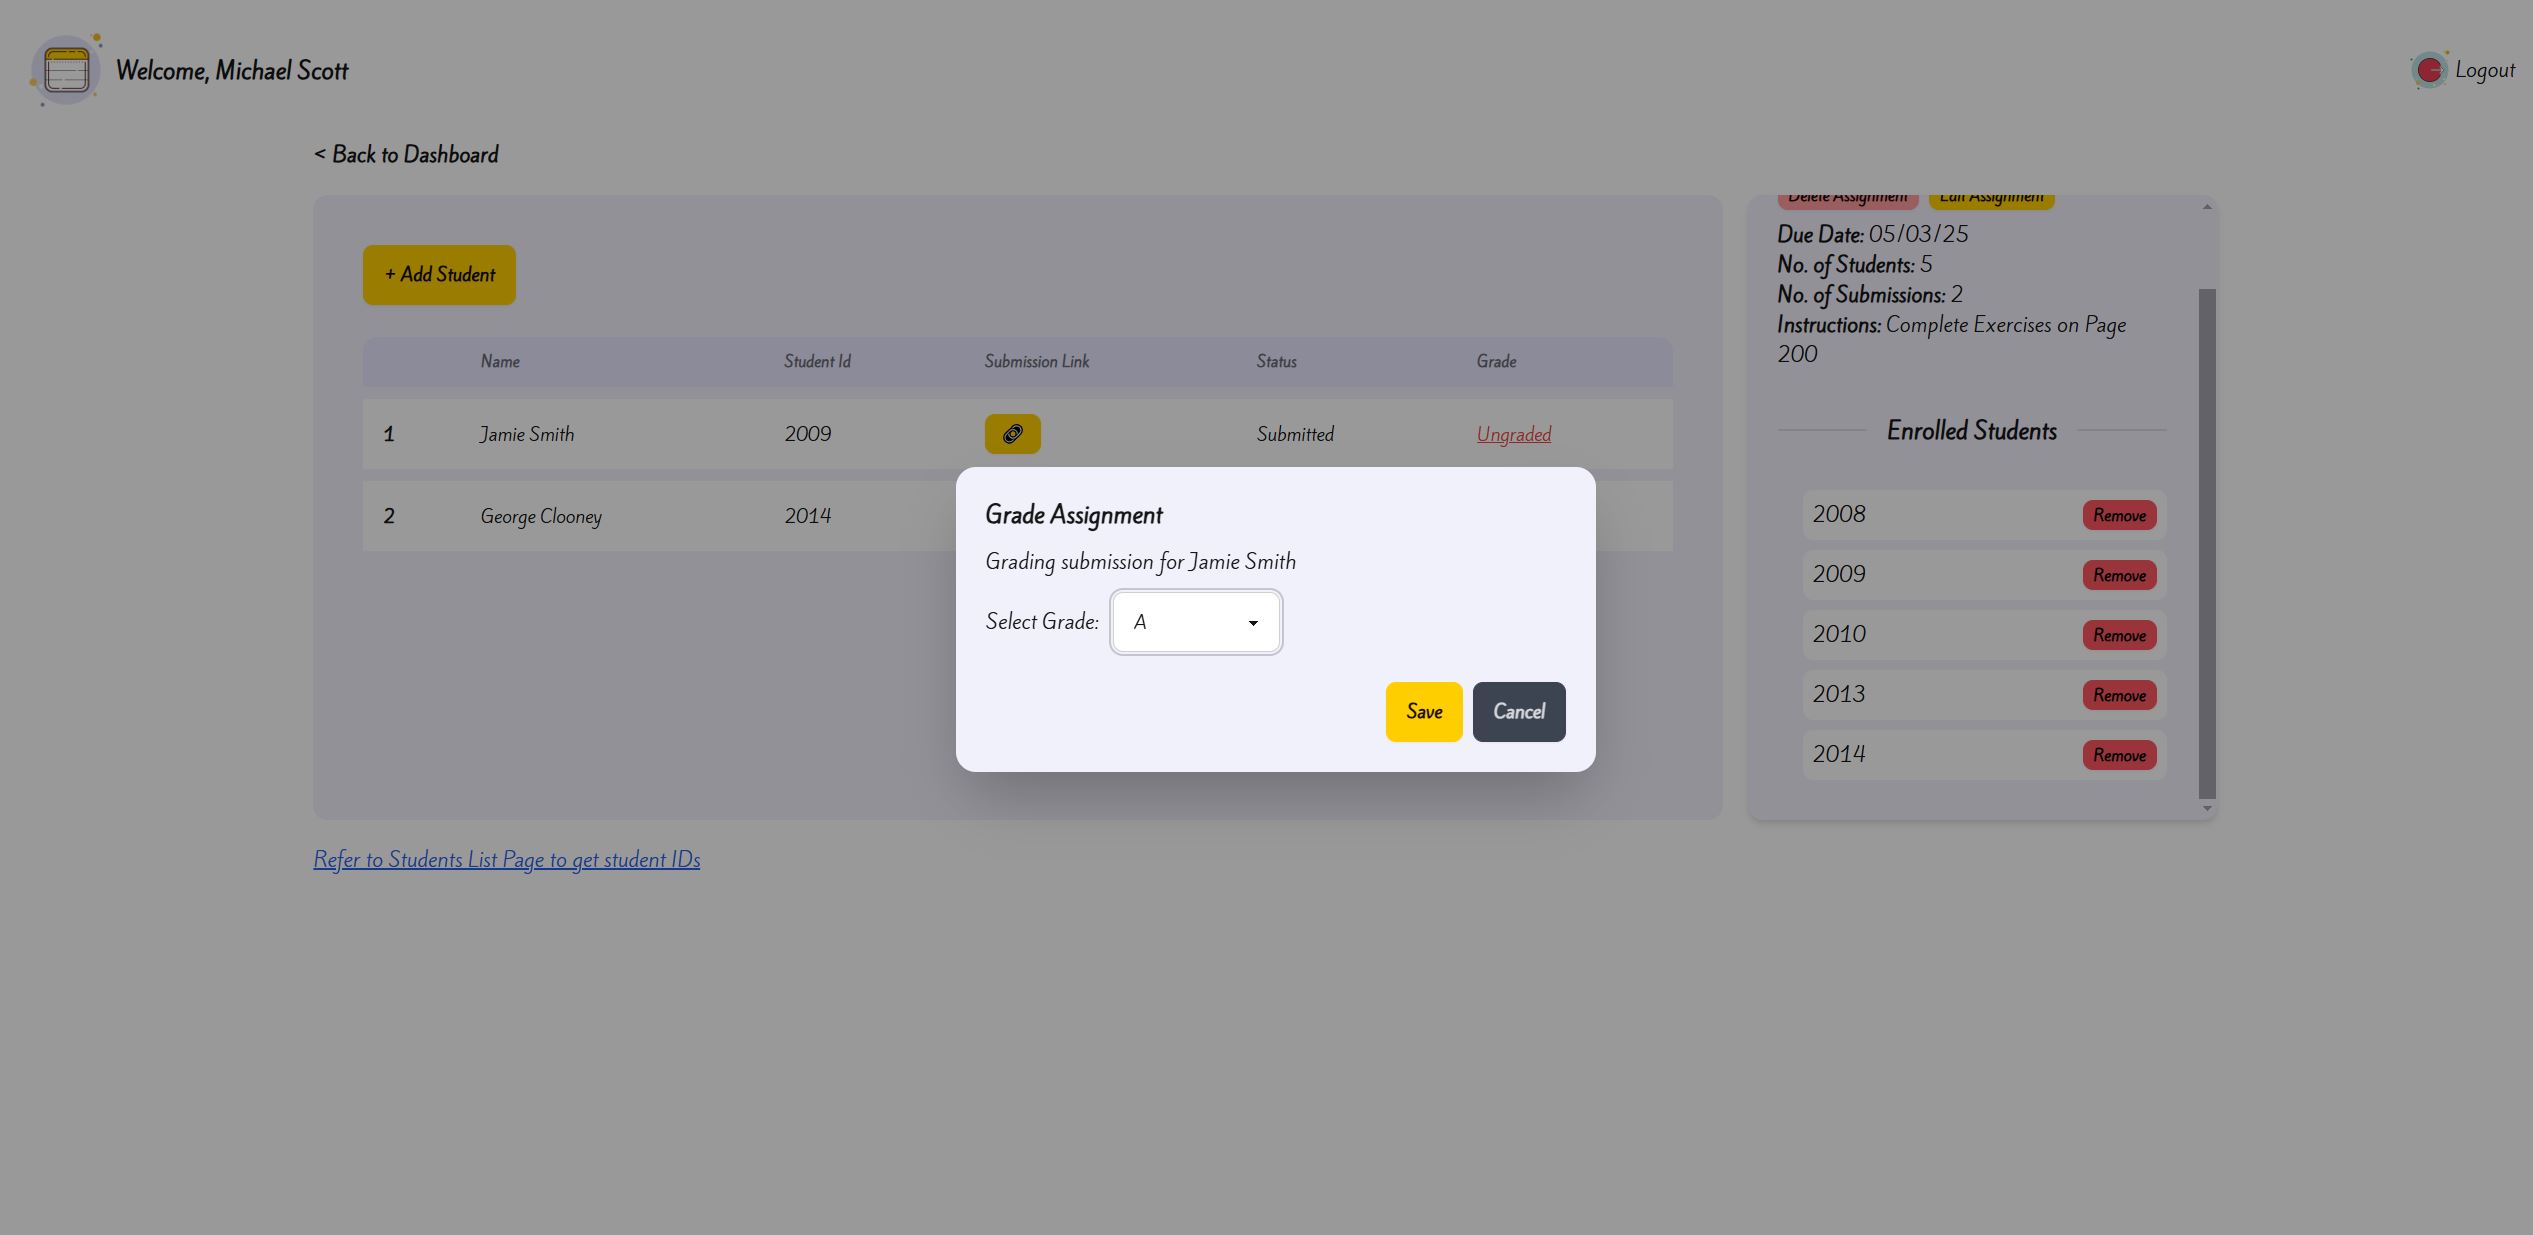 Welcome, Michael Scott
Logout
< Back to Dashboard
+ Add Student
Name Student Id Submission Link Status Grade
1 Jamie Smith 2009 Submitted Ungraded
2 George Clooney 2014
Delete Assignment Edit Assignment
Due Date: 05/03/25
No. of Students: 5
No. of Submissions: 2
Instructions: Complete Exercises on Page
200
Enrolled Students
2008 Remove
2009 Remove
2010 Remove
2013 Remove
2014 Remove
Grade Assignment
Grading submission for Jamie Smith
Select Grade: A
Save Cancel
Refer to Students List Page to get student IDs